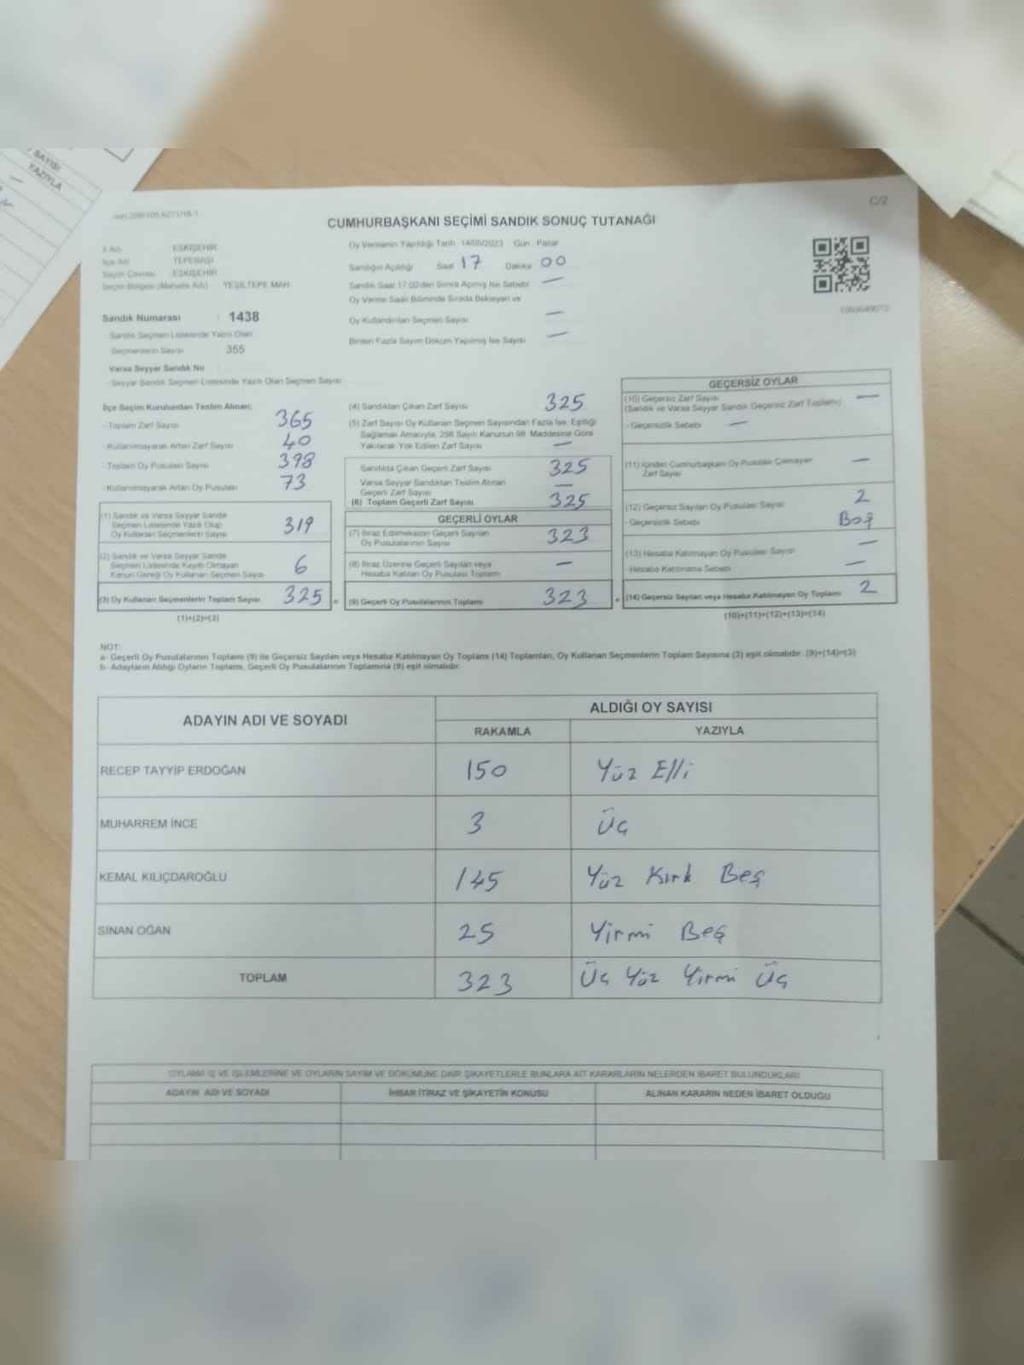 SAYISI
YAZIYLA
C/2
CUMHURBAŞKANI SEÇİMİ SANDIK SONUÇ TUTANAĞI
İl Adı ESKİŞEHİR
İlçe Adı TEPEBAŞI
Seçim Çevresi ESKİŞEHİR
Seçim Bölgesi (Mahalle Adı) YEŞİLTEPE MAH.
Sandık Numarası : 1438
- Sandık Seçmen Listesinde Yazılı Olan
Seçmenlerin Sayısı 355
Varsa Seyyar Sandık No
- Seyyar Sandık Seçmen Listesinde Yazılı Olan Seçmen Sayısı
Oy Vermenin Yapıldığı Tarih : 14/05/2023 Gün : Pazar
Sandığın Açıldığı Saat 17 Dakika 00
Sandık Saat 17.00'den Sonra Açılmış İse Sebebi —
Oy Verme Saati Bitiminde Sırada Bekleyen ve
Oy Kullandırılan Seçmen Sayısı —
Birden Fazla Sayım Döküm Yapılmış İse Sayısı —
İlçe Seçim Kurulundan Teslim Alınan:
- Toplam Zarf Sayısı 365
- Kullanılmayarak Artan Zarf Sayısı 40
- Toplam Oy Pusulası Sayısı 398
- Kullanılmayarak Artan Oy Pusulası 73
(1) Sandık ve Varsa Seyyar Sandık
Seçmen Listesinde Yazılı Olup
Oy Kullanan Seçmenlerin Sayısı 319
(2) Sandık ve Varsa Seyyar Sandık
Seçmen Listesinde Kayıtlı Olmayan
Kanun Gereği Oy Kullanan Seçmen Sayısı 6
(3) Oy Kullanan Seçmenlerin Toplam Sayısı 325 =
(1)+(2)=(3)
(4) Sandıktan Çıkan Zarf Sayısı 325
(5) Zarf Sayısı Oy Kullanan Seçmen Sayısından Fazla İse, Eşitliği
Sağlamak Amacıyla, 298 Sayılı Kanunun 98. Maddesine Göre
Yakılarak Yok Edilen Zarf Sayısı —
Sandıkta Çıkan Geçerli Zarf Sayısı 325
Varsa Seyyar Sandıktan Teslim Alınan
Geçerli Zarf Sayısı —
(6) Toplam Geçerli Zarf Sayısı 325
GEÇERLİ OYLAR
(7) İtiraz Edilmeksizin Geçerli Sayılan
Oy Pusulalarının Sayısı 323
(8) İtiraz Üzerine Geçerli Sayılan veya
Hesaba Katılan Oy Pusulası Toplamı —
(9) Geçerli Oy Pusulalarının Toplamı 323 +
GEÇERSİZ OYLAR
(10) Geçersiz Zarf Sayısı
(Sandık ve Varsa Seyyar Sandık Geçersiz Zarf Toplamı) —
- Geçersizlik Sebebi —
(11) İçinden Cumhurbaşkanı Oy Pusulası Çıkmayan
Zarf Sayısı —
(12) Geçersiz Sayılan Oy Pusulası Sayısı 2
- Geçersizlik Sebebi Boş
(13) Hesaba Katılmayan Oy Pusulası Sayısı —
- Hesaba Katılmama Sebebi —
(14) Geçersiz Sayılan veya Hesaba Katılmayan Oy Toplamı 2
(10)+(11)+(12)+(13)=(14)
NOT:
a- Geçerli Oy Pusulalarının Toplamı (9) ile Geçersiz Sayılan veya Hesaba Katılmayan Oy Toplamı (14) Toplamları, Oy Kullanan Seçmenlerin Toplam Sayısına (3) eşit olmalıdır. (9)+(14)=(3)
b- Adayların Aldığı Oyların Toplamı, Geçerli Oy Pusulalarının Toplamına (9) eşit olmalıdır.
ADAYIN ADI VE SOYADI
ALDIĞI OY SAYISI
RAKAMLA YAZIYLA
RECEP TAYYİP ERDOĞAN 150 Yüz Elli
MUHARREM İNCE 3 Üç
KEMAL KILIÇDAROĞLU 145 Yüz Kırk Beş
SİNAN OĞAN 25 Yirmi Beş
TOPLAM 323 Üç Yüz Yirmi Üç
OYLAMA İŞ VE İŞLEMLERİNE VE OYLARIN SAYIM VE DÖKÜMÜNE DAİR ŞİKAYETLERLE BUNLARA AİT KARARLARIN NELERDEN İBARET BULUNDUKLARI
ADAYIN ADI VE SOYADI İHBAR İTİRAZ VE ŞİKAYETİN KONUSU ALINAN KARARIN NEDEN İBARET OLDUĞU